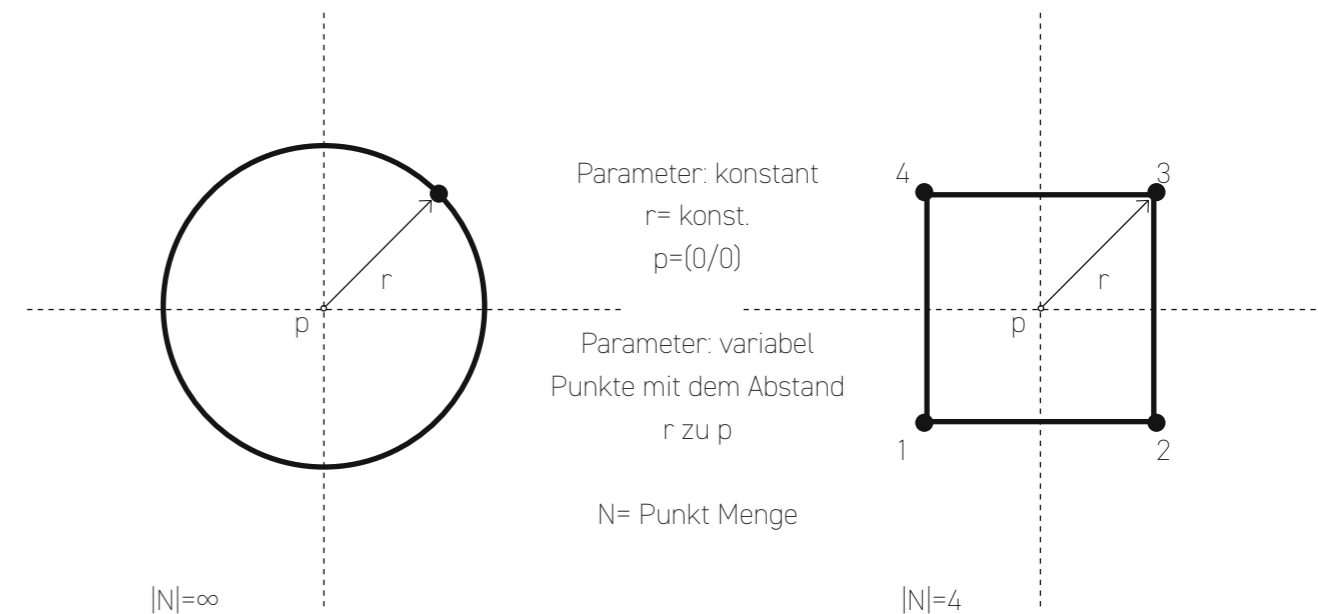 Parameter: konstant
r= konst.
p=(0/0)
Parameter: variabel
Punkte mit dem Abstand
r zu p
N= Punkt Menge
r
p
|N|=∞
4
3
r
p
1
2
|N|=4